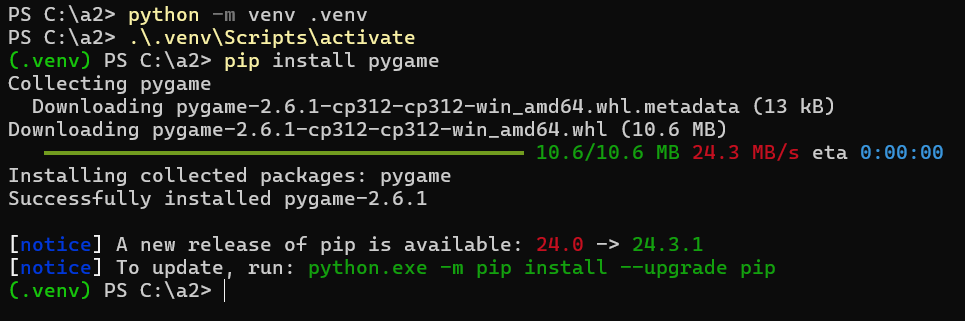 PS C:\a2> python -m venv .venv
PS C:\a2> .\.venv\Scripts\activate
(.venv) PS C:\a2> pip install pygame
Collecting pygame
  Downloading pygame-2.6.1-cp312-cp312-win_amd64.whl.metadata (13 kB)
Downloading pygame-2.6.1-cp312-cp312-win_amd64.whl (10.6 MB)
10.6/10.6 MB 24.3 MB/s eta 0:00:00
Installing collected packages: pygame
Successfully installed pygame-2.6.1
[notice] A new release of pip is available: 24.0 -> 24.3.1
[notice] To update, run: python.exe -m pip install --upgrade pip
(.venv) PS C:\a2>